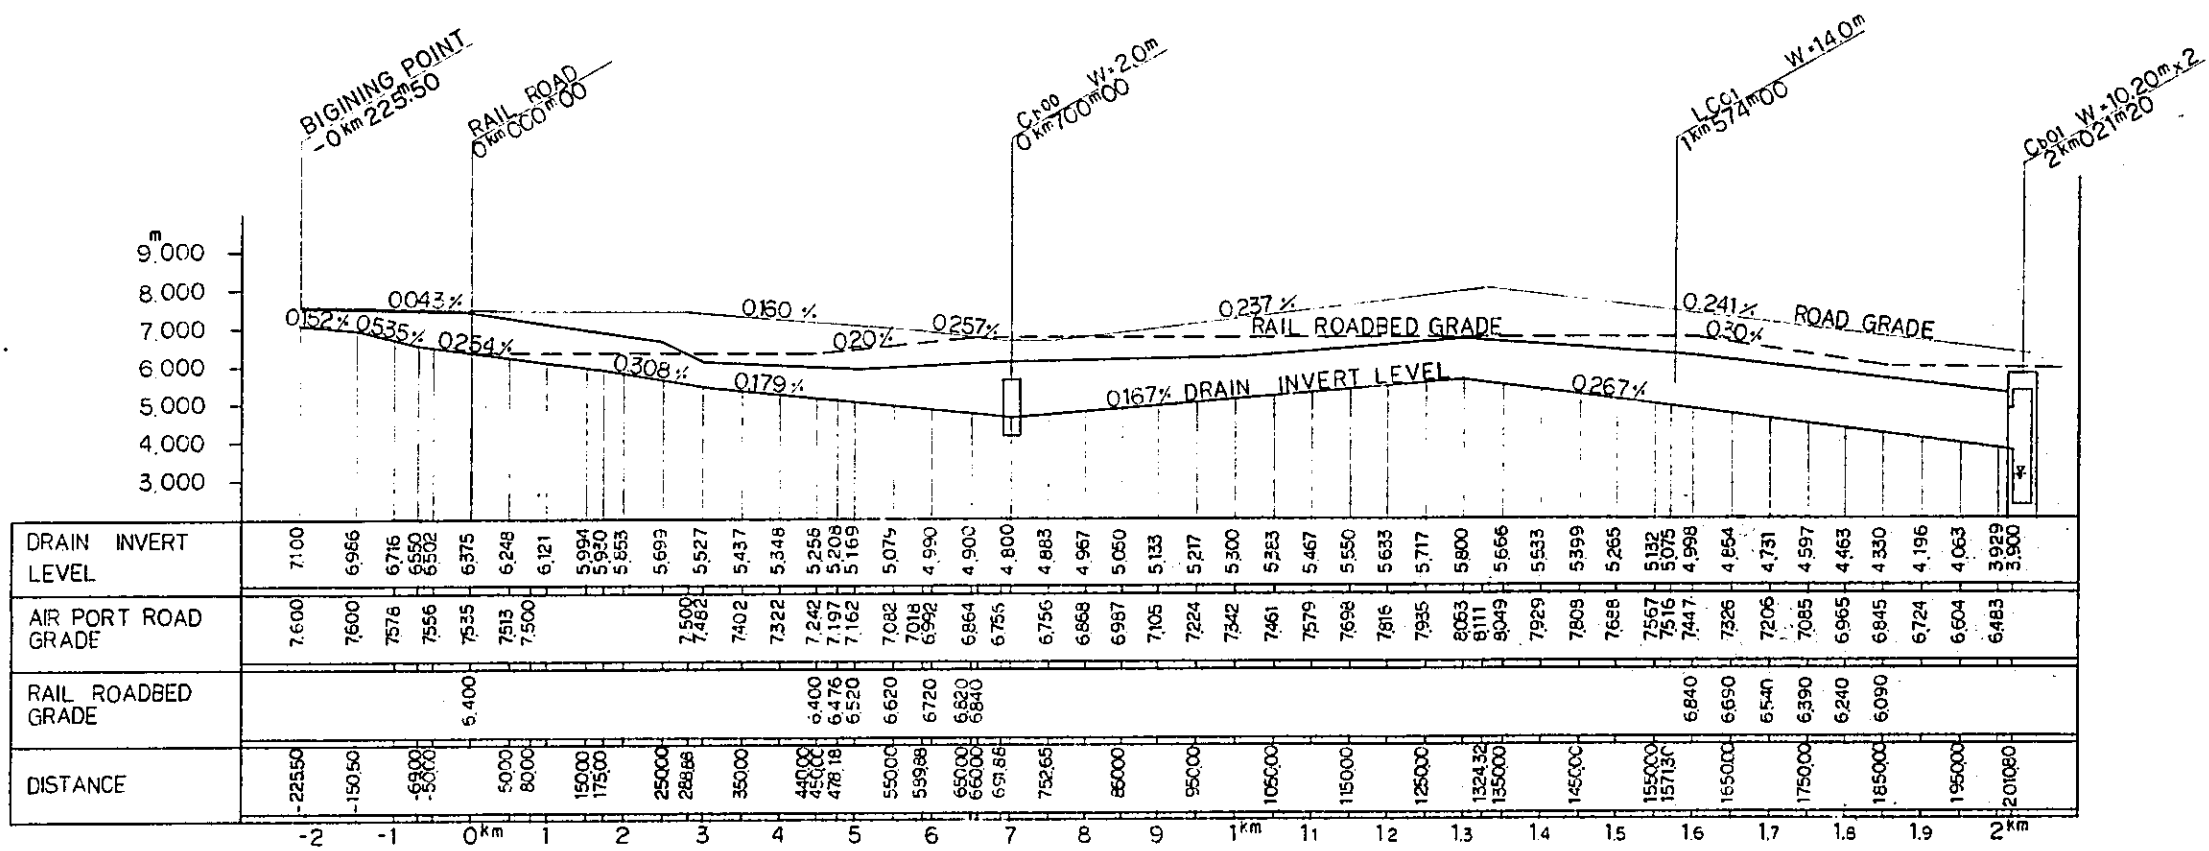 BIGINING POINT
-0km225m50
RAIL ROAD
0km000m00
W=2.0m
0km700m00
LC01 W=14.0m
1km574m00
Cb01 W=10.20m×2
2km021m20
m
9.000
8.000
7.000
6.000
5.000
4.000
3.000
0.043%
0.160%
0.257%
0.237%
0.241%
ROAD GRADE
0.152% 0.535%
0.254%
0.20%
RAIL ROADBED GRADE
0.30%
0.308%
0.179%
0.167% DRAIN INVERT LEVEL
0.267%
DRAIN INVERT
LEVEL
7.100 6.986 6.716 6.550 6.502 6.375 6.248 6.121 5.994 5.930 5.853 5.699 5.527 5.437 5.348 5.258 5.208 5.169 5.079 4.990 4.900 4.800 4.883 4.967 5.050 5.133 5.217 5.300 5.383 5.467 5.550 5.633 5.717 5.800 5.666 5.533 5.399 5.265 5.132 5.075 4.998 4.864 4.731 4.597 4.463 4.330 4.196 4.063 3.929 3.900
AIR PORT ROAD
GRADE
7.600 7.600 7.578 7.556 7.535 7.513 7.500 7.500 7.482 7.402 7.322 7.242 7.197 7.162 7.082 7.018 6.992 6.864 6.756 6.868 6.987 7.105 7.224 7.342 7.461 7.579 7.698 7.816 7.935 8.053 8.111 8.049 7.929 7.808 7.688 7.567 7.516 7.447 7.326 7.206 7.085 6.965 6.845 6.724 6.604 6.483
RAIL ROADBED
GRADE
6.400 6.400 6.476 6.520 6.620 6.720 6.820 6.840 6.840 6.690 6.540 6.390 6.240 6.090
DISTANCE
-225.50 -150.50 -69.00 -50.00 50.00 80.00 150.00 175.00 250.00 288.88 350.00 440.00 450.00 478.18 550.00 650.00 660.00 691.88 752.65 860.00 950.00 1050.00 1150.00 1250.00 1324.32 1350.00 1450.00 1550.00 1571.30 1650.00 1750.00 1850.00 1950.00 2010.80
-2 -1 0km 1 2 3 4 5 6 7 8 9 1km 1.1 1.2 1.3 1.4 1.5 1.6 1.7 1.8 1.9 2km